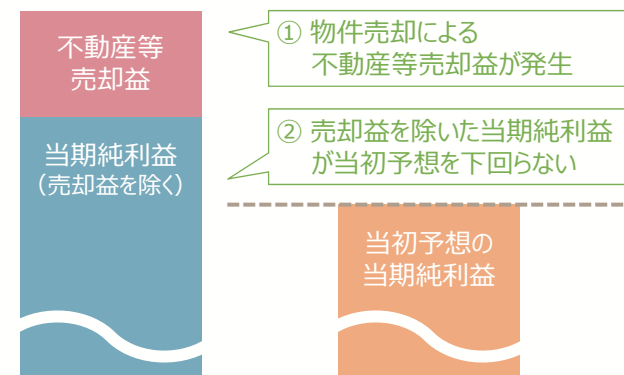 不動産等
売却益
① 物件売却による
不動産等売却益が発生
② 売却益を除いた当期純利益
が当初予想を下回らない
当期純利益
（売却益を除く）
当初予想の
当期純利益